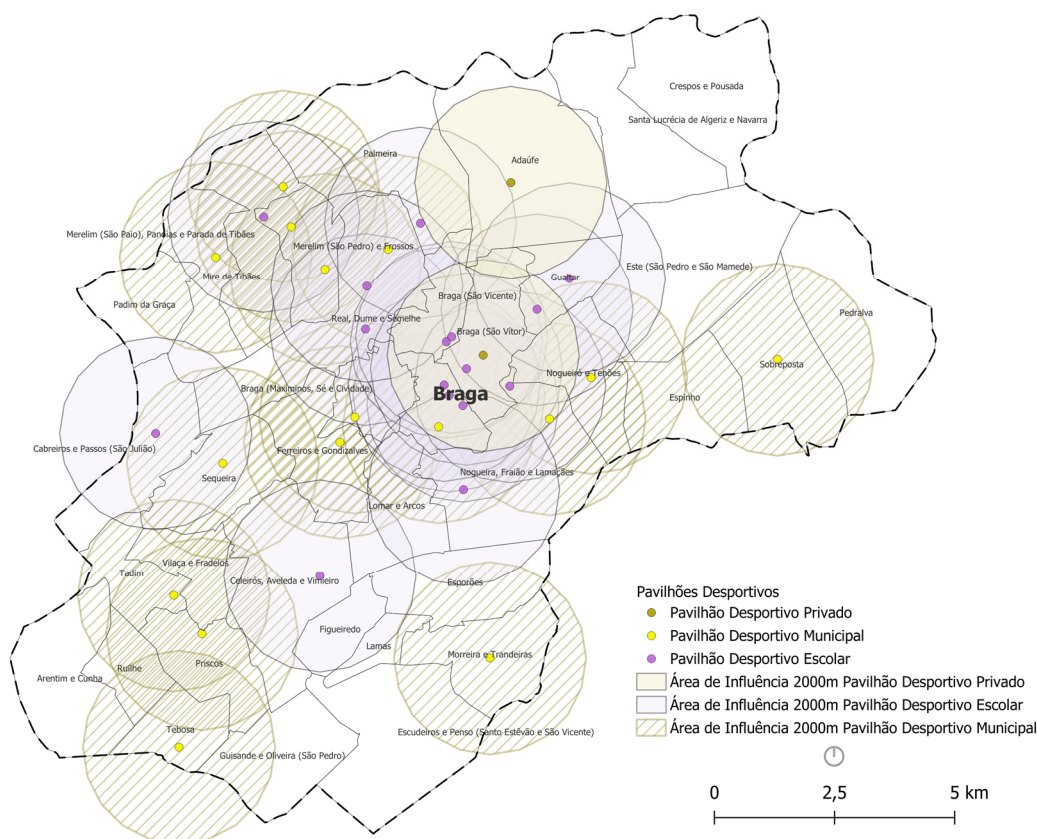 Crespos e Pousada
Santa Lucrécia de Algeriz e Navarra
Palmeira
Adaúfe
Merelim (São Paio), Panoias e Parada de Tibães
Merelim (São Pedro) e Frossos
Mire de Tibães
Gualtar
Este (São Pedro e São Mamede)
Padim da Graça
Braga (São Vicente)
Pedralva
Real, Dume e Semelhe
Braga (São Vítor)
Sobreposta
Nogueiró e Tenões
Braga (Maximinos, Sé e Cividade)
Braga
Espinho
Cabreiros e Passos (São Julião)
Ferreiros e Gondizalves
Sequeira
Nogueira, Fraião e Lamaçães
Lomar e Arcos
Vilaça e Fradelos
Tadim
Celeirós, Aveleda e Vimieiro
Esporões
Figueiredo
Lamas
Morreira e Trandeiras
Priscos
Ruilhe
Arentim e Cunha
Tebosa
Escudeiros e Penso (Santo Estêvão e São Vicente)
Guisande e Oliveira (São Pedro)
Pavilhões Desportivos
Pavilhão Desportivo Privado
Pavilhão Desportivo Municipal
Pavilhão Desportivo Escolar
Área de Influência 2000m Pavilhão Desportivo Privado
Área de Influência 2000m Pavilhão Desportivo Escolar
Área de Influência 2000m Pavilhão Desportivo Municipal
0 2,5 5 km